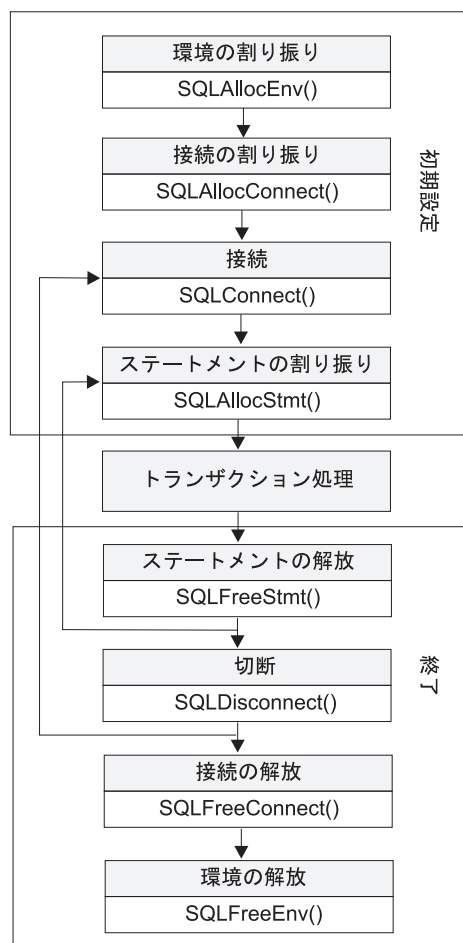 環境の割り振り
SQLAllocEnv()
接続の割り振り
SQLAllocConnect()
初期設定
接続
SQLConnect()
ステートメントの割り振り
SQLAllocStmt()
トランザクション処理
ステートメントの解放
SQLFreeStmt()
切断
SQLDisconnect()
終了
接続の解放
SQLFreeConnect()
環境の解放
SQLFreeEnv()